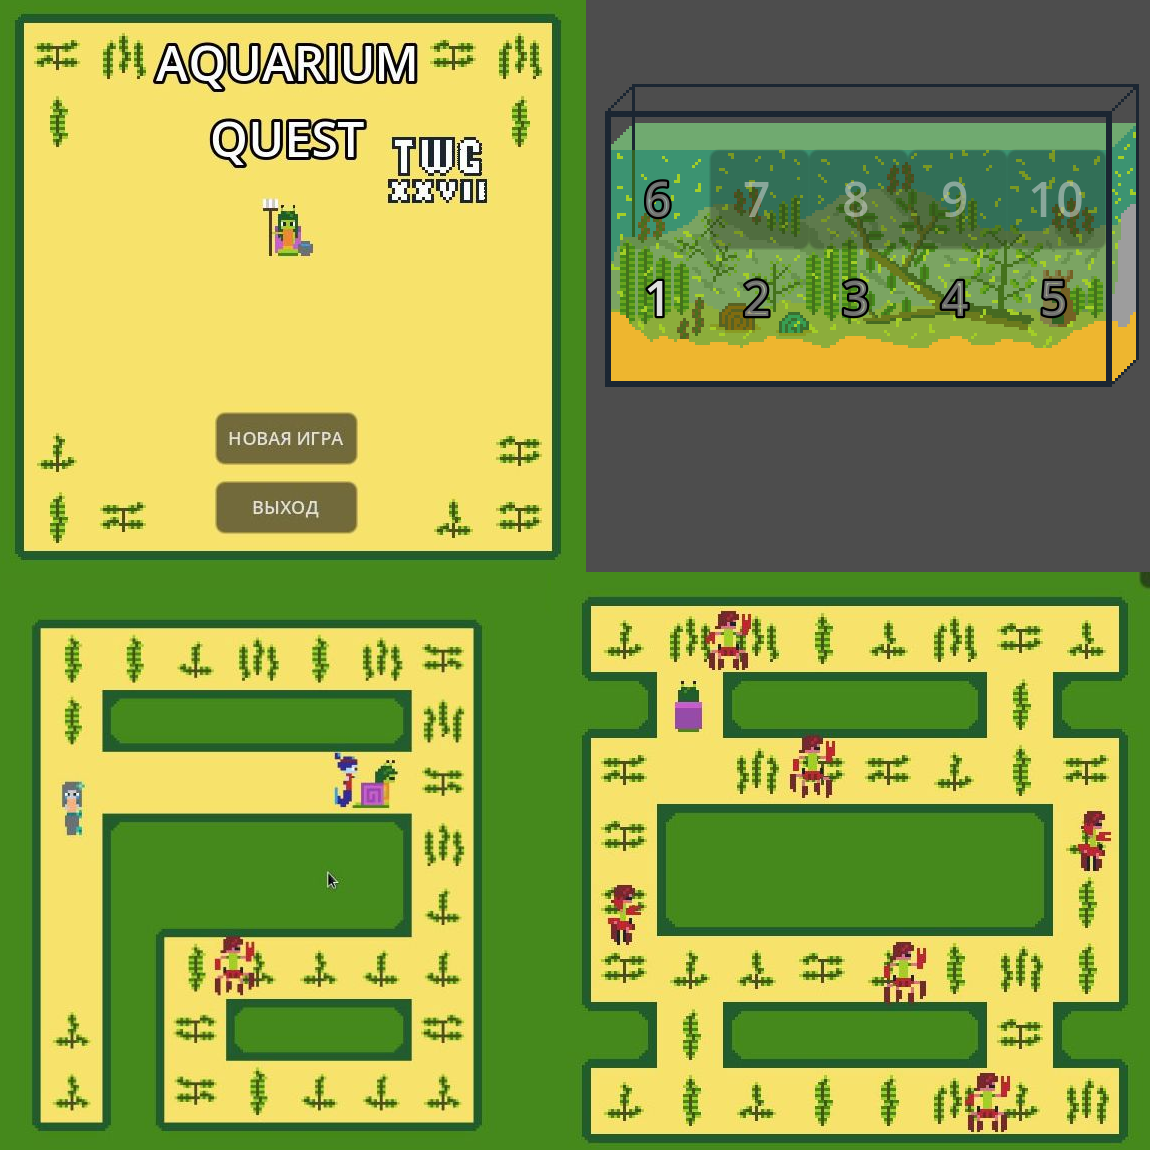 AQUARIUM
QUEST
TWG
XXVII
НОВАЯ ИГРА
ВЫХОД
6 7 8 9 10
1 2 3 4 5